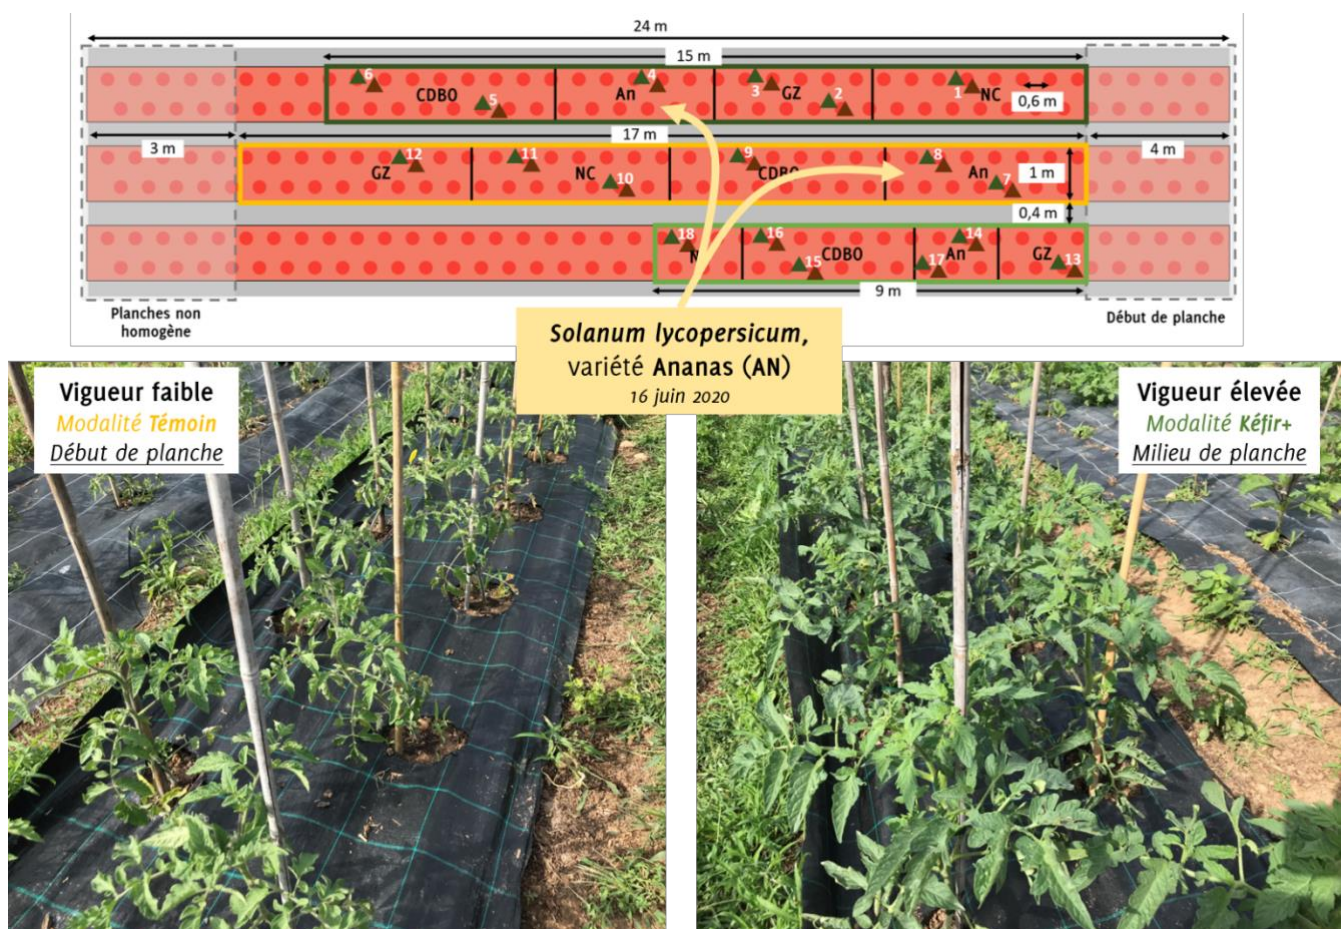 24 m
15 m
6
5
CDBO
4
An
3
GZ
2
1
NC
0,6 m
3 m
17 m
4 m
GZ
12
11
NC
10
9
CDBO
8
An
7
1 m
0,4 m
18
N
16
15
CDBO
14
17
An
GZ
13
9 m
Planches non
homogène
Début de planche
Solanum lycopersicum,
variété Ananas (AN)
16 juin 2020
Vigueur faible
Modalité Témoin
Début de planche
Vigueur élevée
Modalité Kéfir+
Milieu de planche